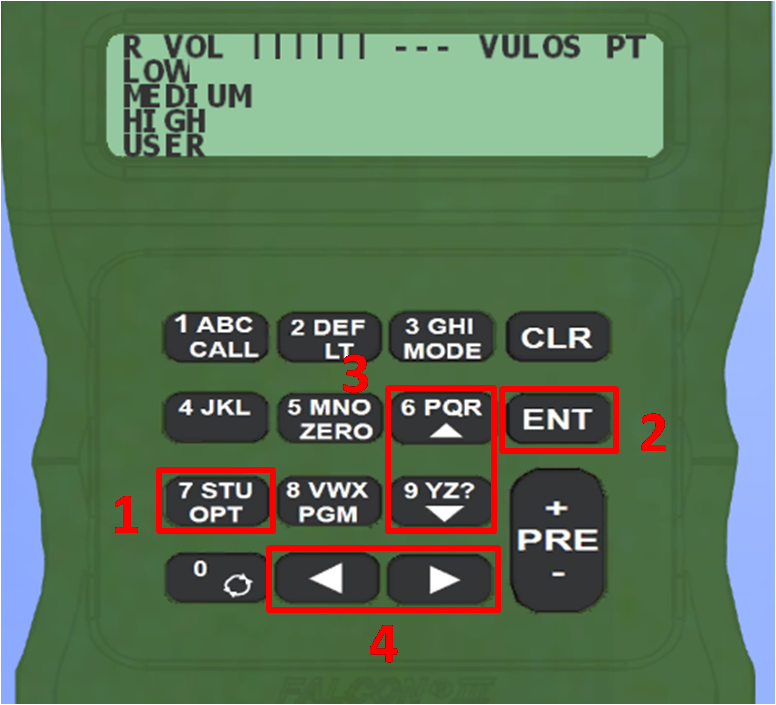 R VOL |||||| --- VULOS PT
LOW
MEDIUM
HIGH
USER
1 ABC CALL
2 DEF LT
3 GHI MODE
CLR
3
4 JKL
5 MNO ZERO
6 PQR
ENT
2
1
7 STU OPT
8 VWX PGM
9 YZ?
+ PRE -
0
4
FALCON III